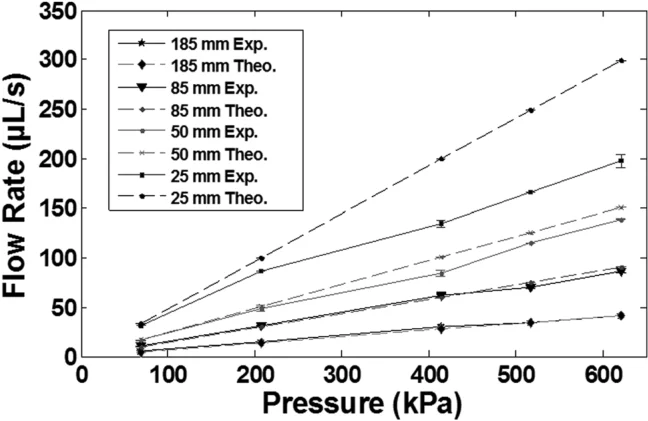 350
300
250
200
150
100
50
0
Flow Rate (µL/s)
185 mm Exp.
185 mm Theo.
85 mm Exp.
85 mm Theo.
50 mm Exp.
50 mm Theo.
25 mm Exp.
25 mm Theo.
0 100 200 300 400 500 600
Pressure (kPa)